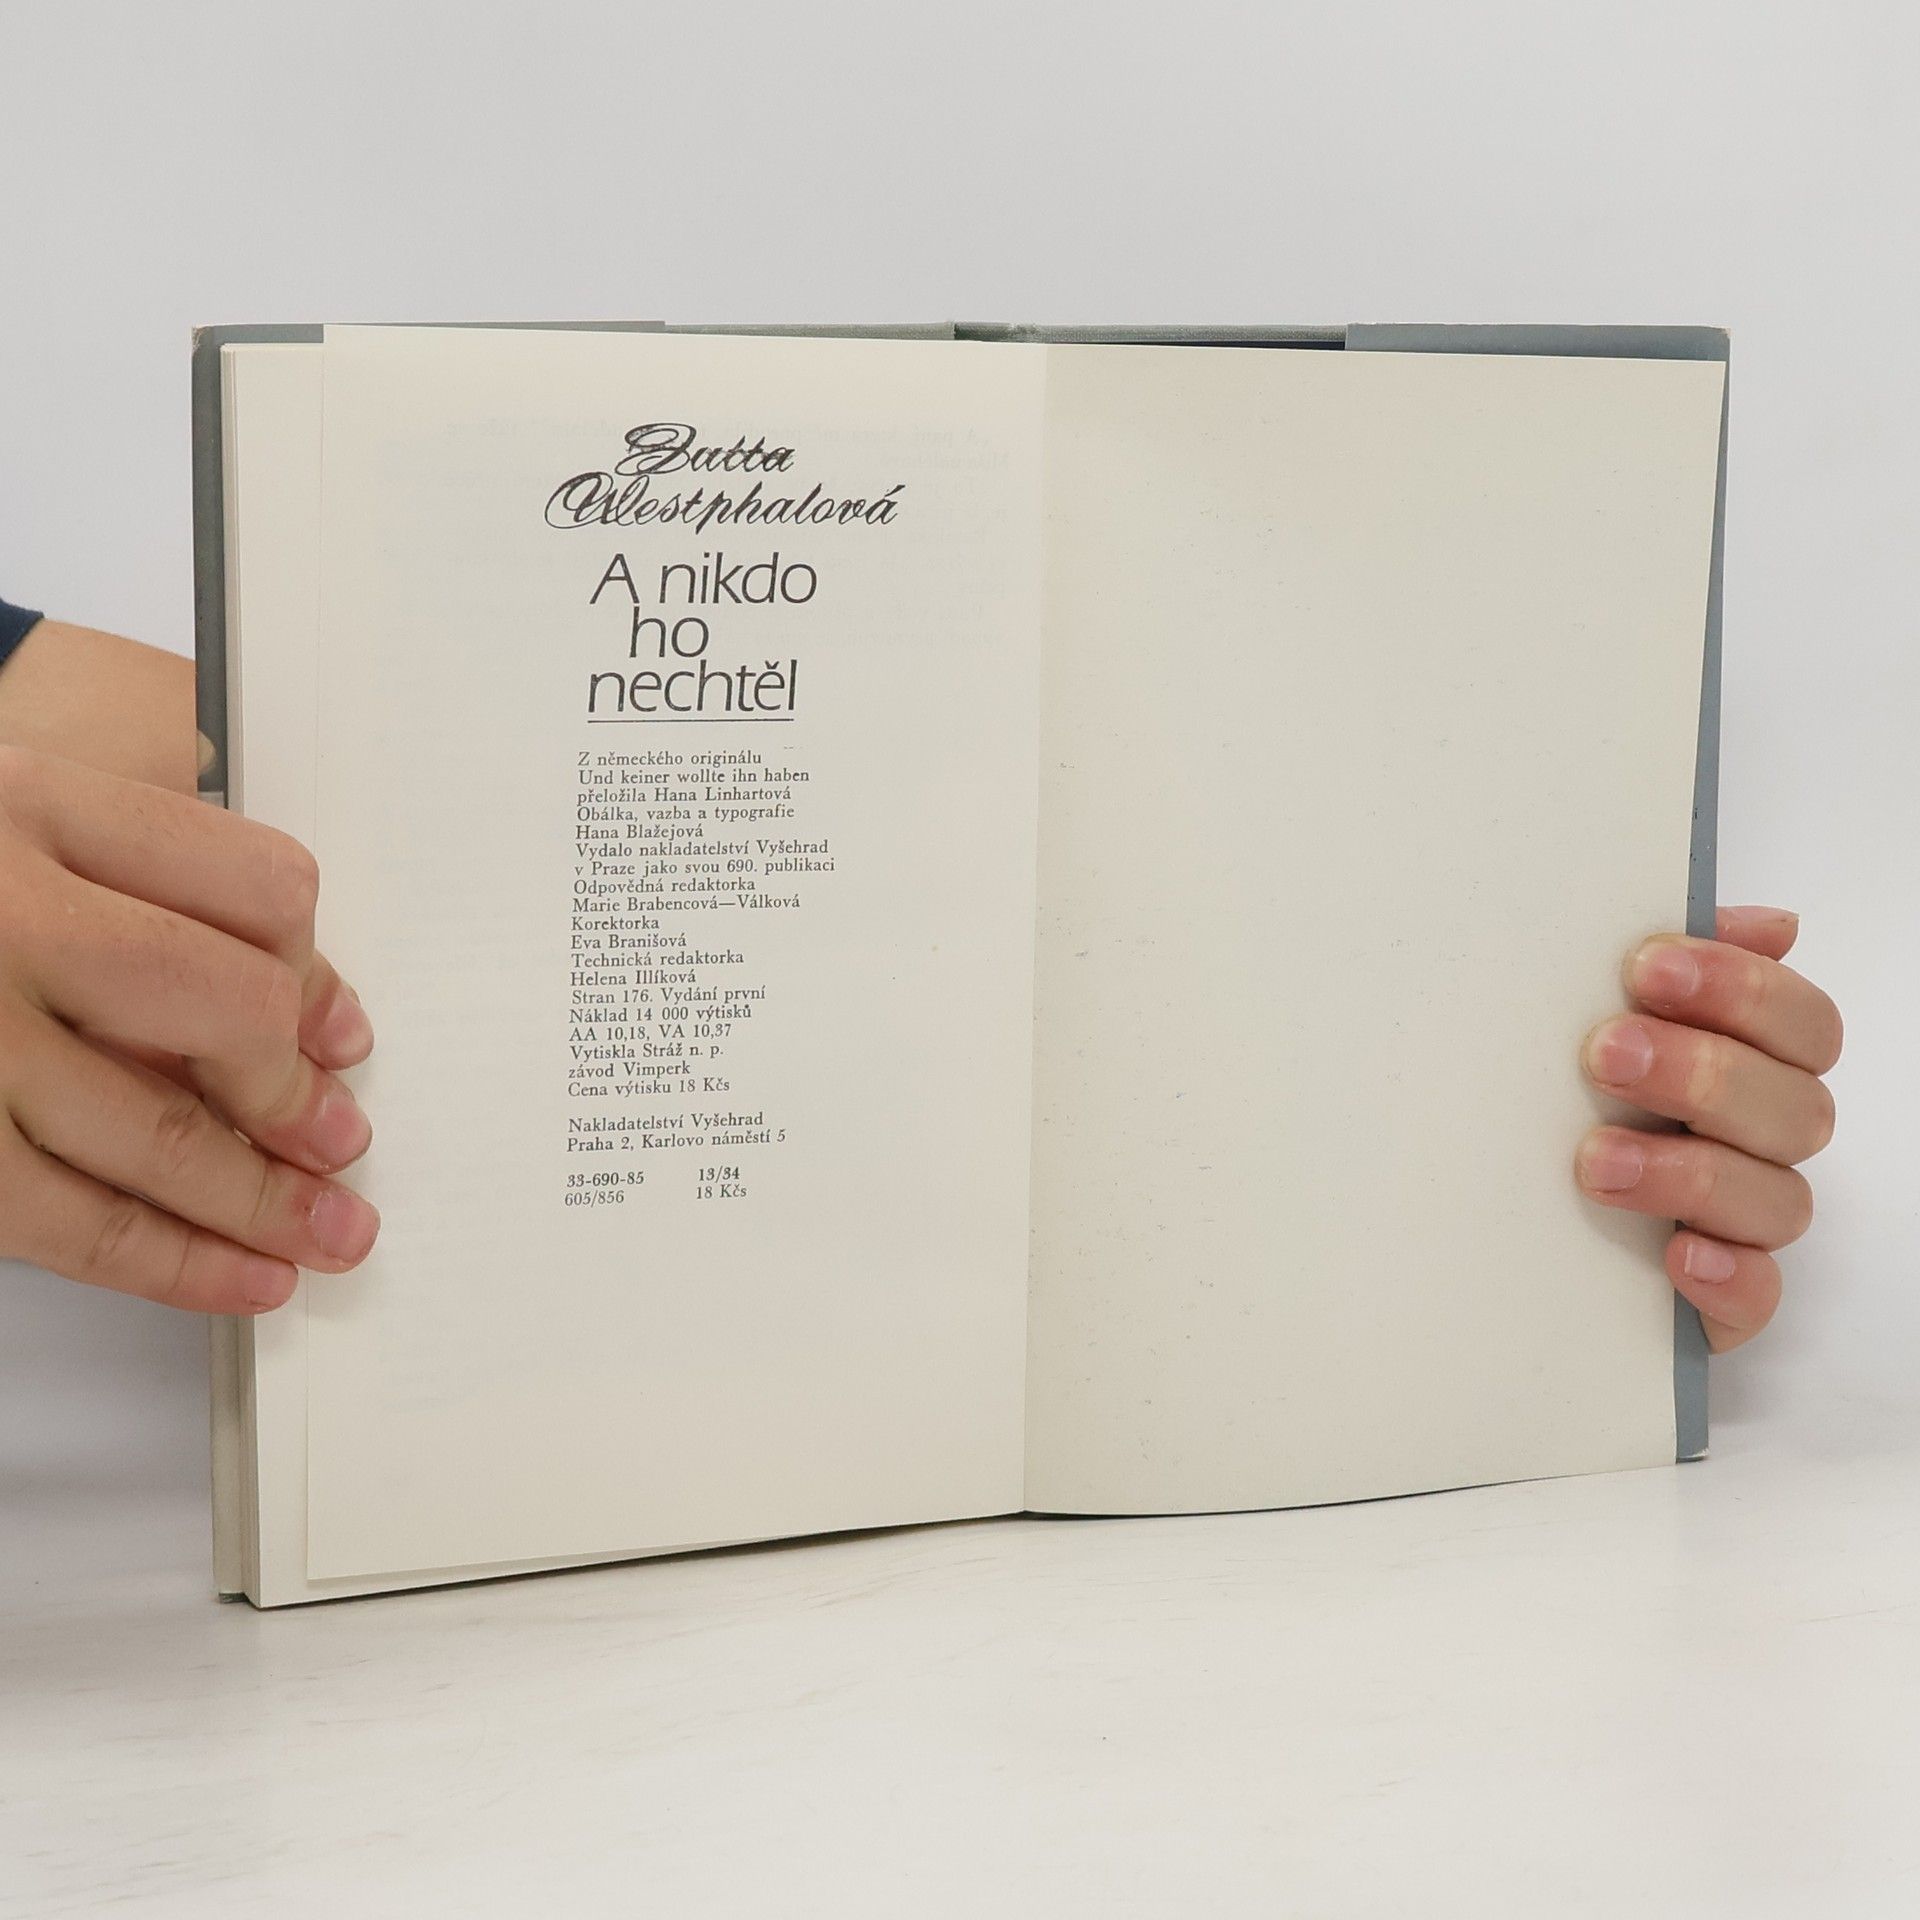 Jutta
Westphalová
A nikdo
ho
nechtěl
Z německého originálu
Und keiner wollte ihn haben
přeložila Hana Linhartová
Obálka, vazba a typografie
Hana Blažejová
Vydalo nakladatelství Vyšehrad
v Praze jako svou 690. publikaci
Odpovědná redaktorka
Marie Brabencová—Válková
Korektorka
Eva Branišová
Technická redaktorka
Helena Illíková
Stran 176. Vydání první
Náklad 14 000 výtisků
AA 10,18, VA 10,37
Vytiskla Stráž n. p.
závod Vimperk
Cena výtisku 18 Kčs
Nakladatelství Vyšehrad
Praha 2, Karlovo náměstí 5
33-690-85 13/34
605/856 18 Kčs